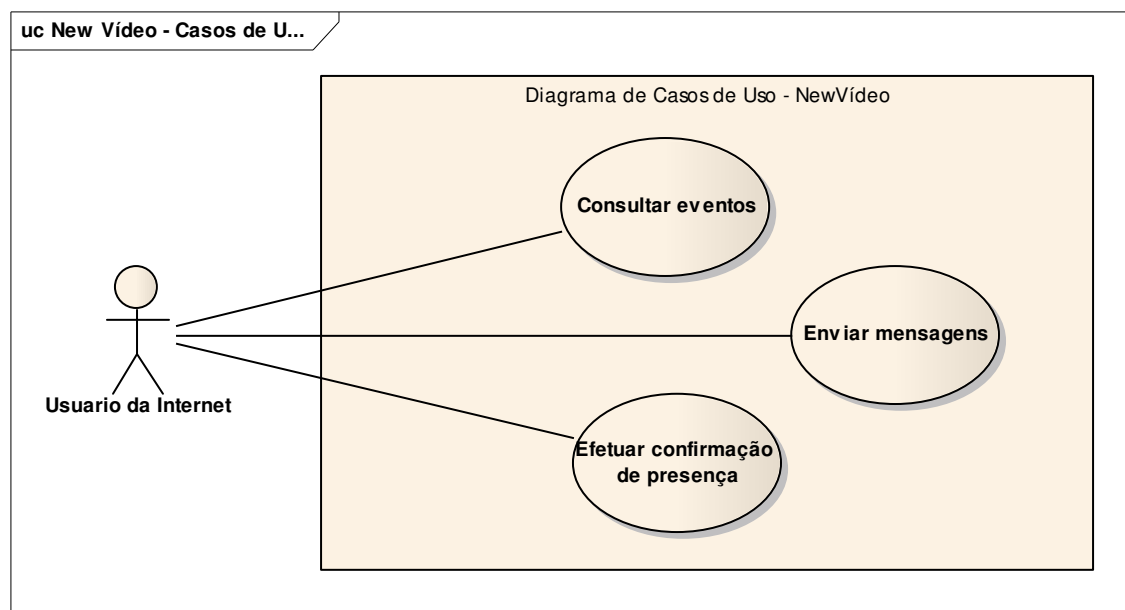 uc New Vídeo - Casos de U...
Diagrama de Casos de Uso - NewVídeo
Consultar eventos
Enviar mensagens
Usuario da Internet
Efetuar confirmação
de presença